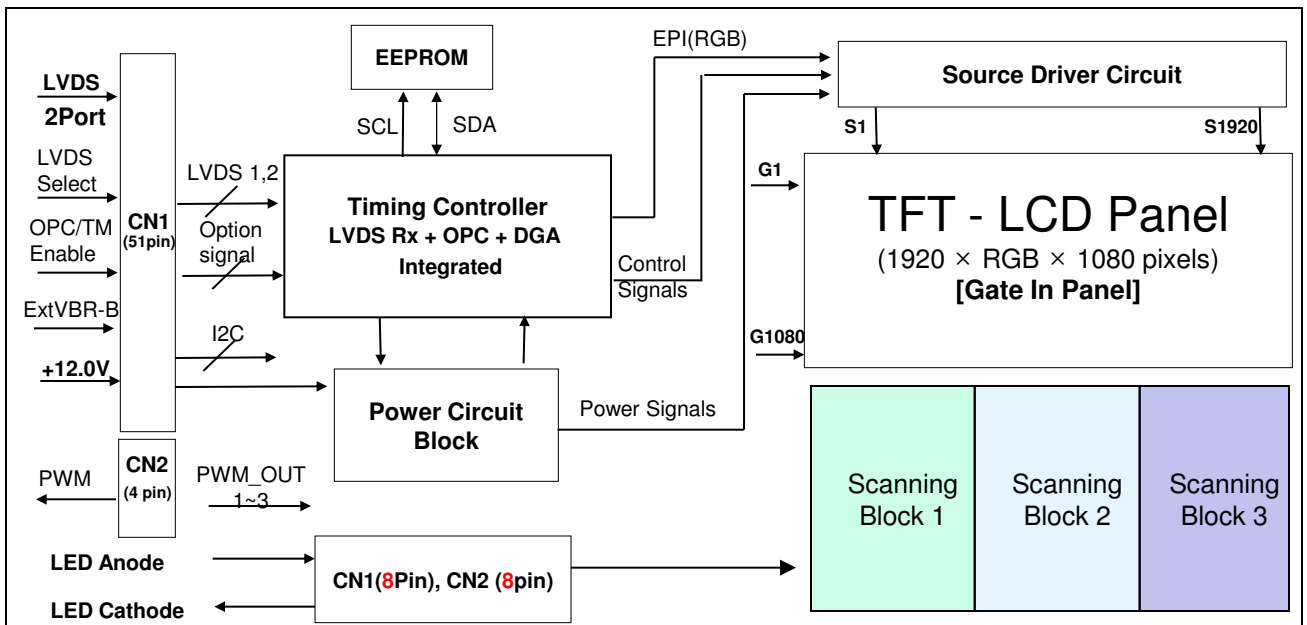 EEPROM
EPI(RGB)
Source Driver Circuit
LVDS
2Port
SCL
SDA
S1
S1920
LVDS
Select
LVDS 1,2
G1
CN1
(51pin)
Timing Controller
LVDS Rx + OPC + DGA
Integrated
TFT - LCD Panel
(1920 × RGB × 1080 pixels)
[Gate In Panel]
OPC/TM
Enable
Option
signal
Control
Signals
ExtVBR-B
I2C
G1080
+12.0V
Power Circuit
Block
Power Signals
CN2
(4 pin)
PWM
PWM_OUT
1~3
Scanning
Block 1
Scanning
Block 2
Scanning
Block 3
LED Anode
CN1(8Pin), CN2 (8pin)
LED Cathode